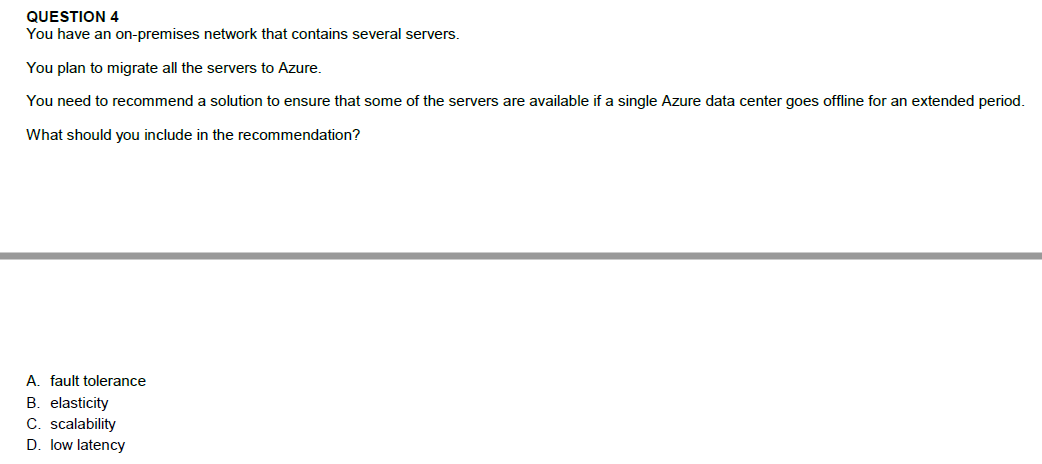 QUESTION 4
You have an on-premises network that contains several servers.
You plan to migrate all the servers to Azure.
You need to recommend a solution to ensure that some of the servers are available if a single Azure data center goes offline for an extended period.
What should you include in the recommendation?
A. fault tolerance
B. elasticity
C. scalability
D. low latency